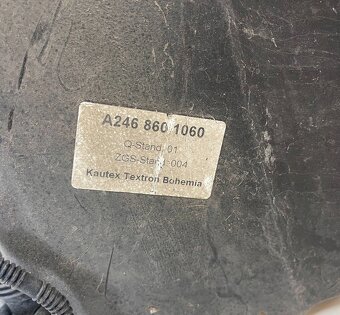 A246 860 1060
Q-Stand: 01
ZGS-Stand: 004
Kautex Textron Bohemia